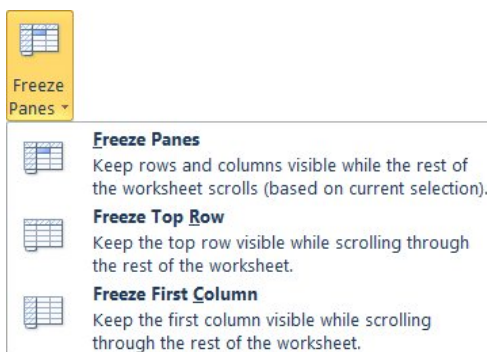 Freeze
Panes
Freeze Panes
Keep rows and columns visible while the rest of
the worksheet scrolls (based on current selection).
Freeze Top Row
Keep the top row visible while scrolling through
the rest of the worksheet.
Freeze First Column
Keep the first column visible while scrolling
through the rest of the worksheet.